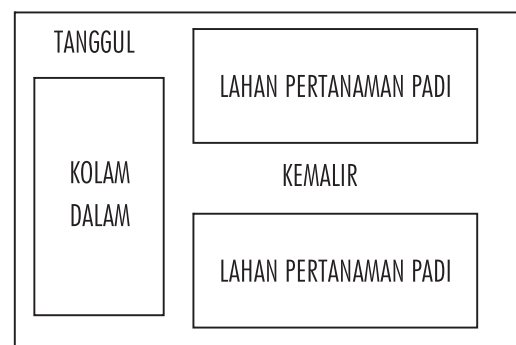 TANGGUL
LAHAN PERTANAMAN PADI
KOLAM
DALAM
KEMALIR
LAHAN PERTANAMAN PADI